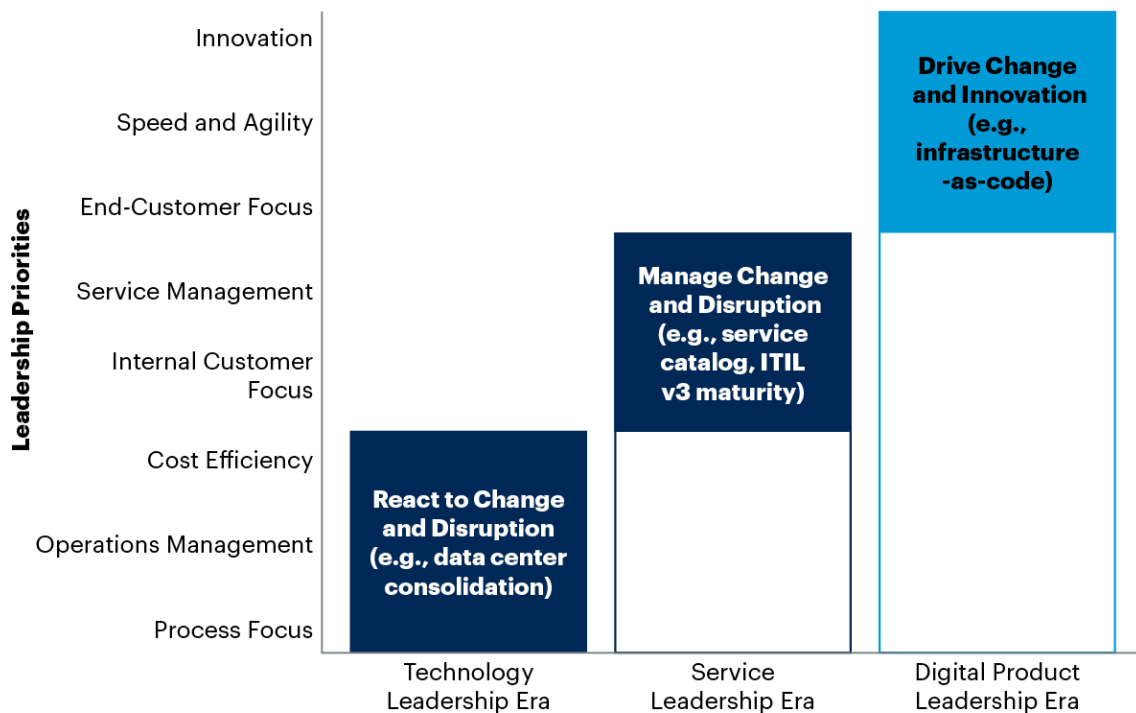 Leadership Priorities
Innovation
Speed and Agility
End-Customer Focus
Service Management
Internal Customer
Focus
Cost Efficiency
Operations Management
Process Focus
React to Change
and Disruption
(e.g., data center
consolidation)
Manage Change
and Disruption
(e.g., service
catalog, ITIL
v3 maturity)
Drive Change
and Innovation
(e.g.,
infrastructure
-as-code)
Technology
Leadership Era
Service
Leadership Era
Digital Product
Leadership Era